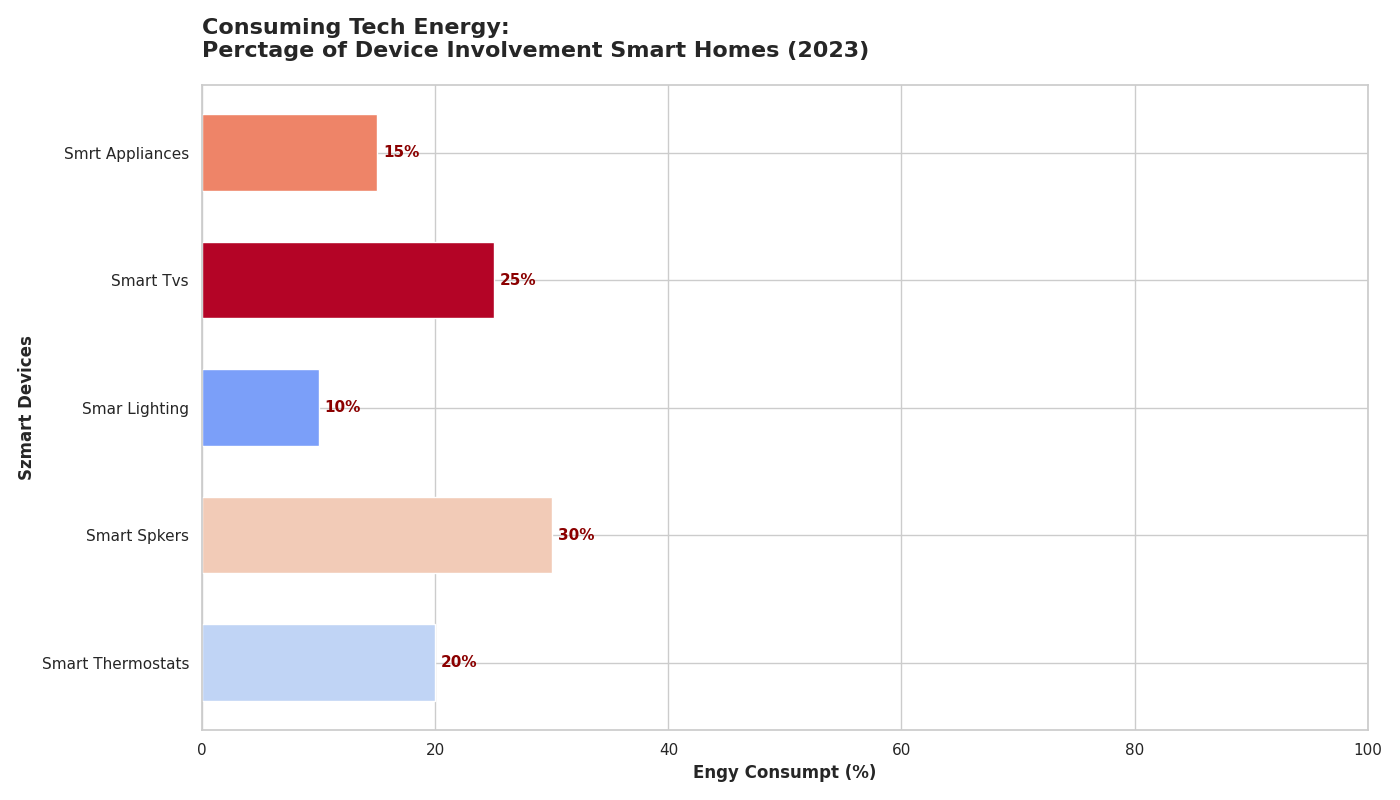 Consuming Tech Energy:
Perctage of Device Involvement Smart Homes (2023)
Smrt Appliances
15%
Smart Tvs
25%
Smar Lighting
10%
Smart Spkers
30%
Smart Thermostats
20%
Szmart Devices
0 20 40 60 80 100
Engy Consumpt (%)